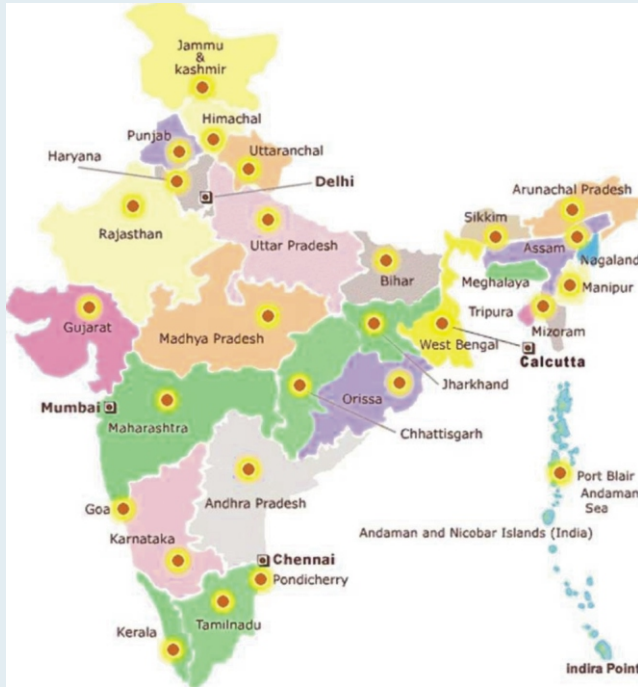 Jammu
&
kashmir
Himachal
Punjab
Haryana
Uttaranchal
Delhi
Arunachal Pradesh
Sikkim
Rajasthan
Uttar Pradesh
Assam
Nagaland
Bihar
Meghalaya
Manipur
Gujarat
Tripura
Madhya Pradesh
West Bengal
Mizoram
Calcutta
Jharkhand
Orissa
Mumbai
Maharashtra
Chhattisgarh
Port Blair
Andaman
Sea
Andhra Pradesh
Goa
Andaman and Nicobar Islands (India)
Karnataka
Chennai
Pondicherry
Tamilnadu
Kerala
indira Point